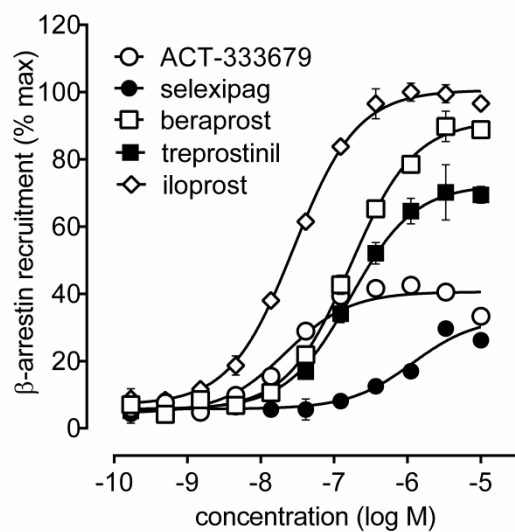 120
100
80
60
40
20
0
β-arrestin recruitment (% max)
ACT-333679
selexipag
beraprost
treprostinil
iloprost
-10 -9 -8 -7 -6 -5
concentration (log M)